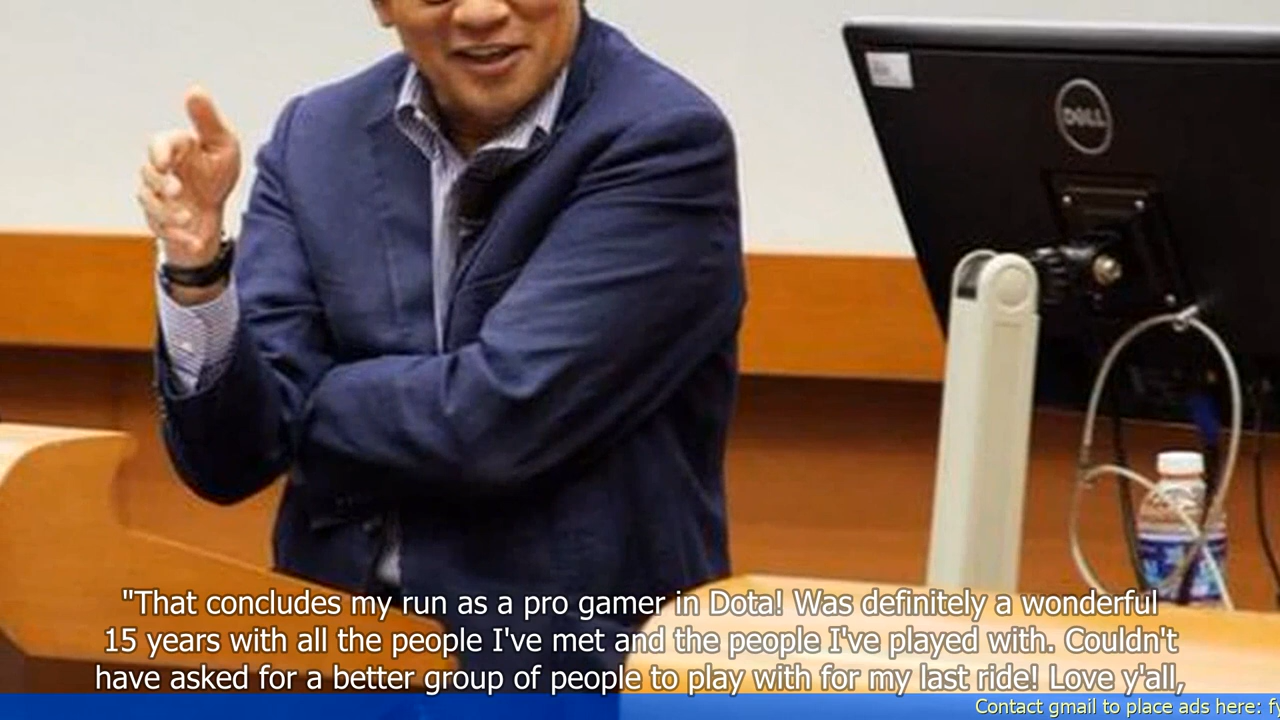 DELL
"That concludes my run as a pro gamer in Dota! Was definitely a wonderful
15 years with all the people I've met and the people I've played with. Couldn't
have asked for a better group of people to play with for my last ride! Love y'all,
Contact gmail to place ads here: